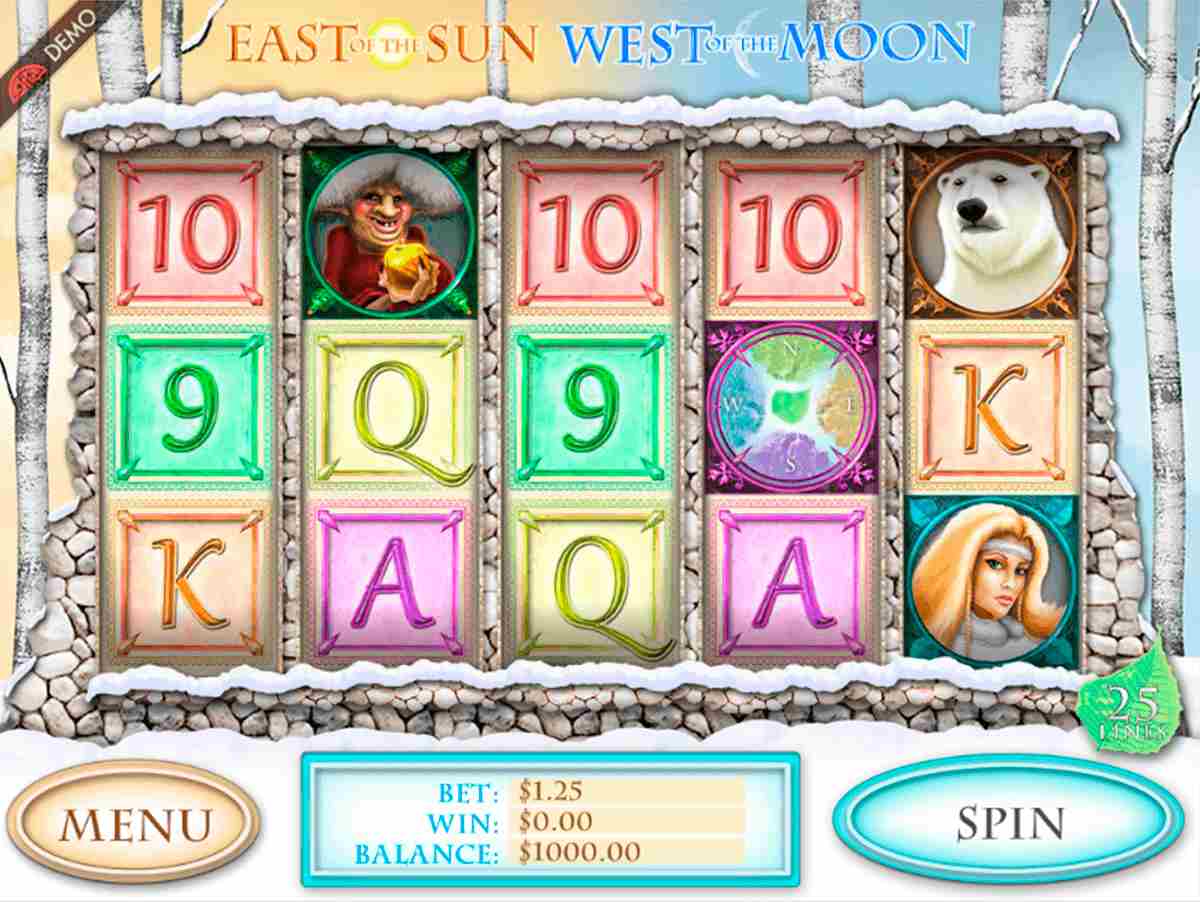 DEMO
EAST OF THE SUN WEST OF THE MOON
10 10 10
9 Q 9 N W E S K
K A Q A
25
LINES
BET: $1.25
WIN: $0.00
BALANCE: $1000.00
MENU
SPIN